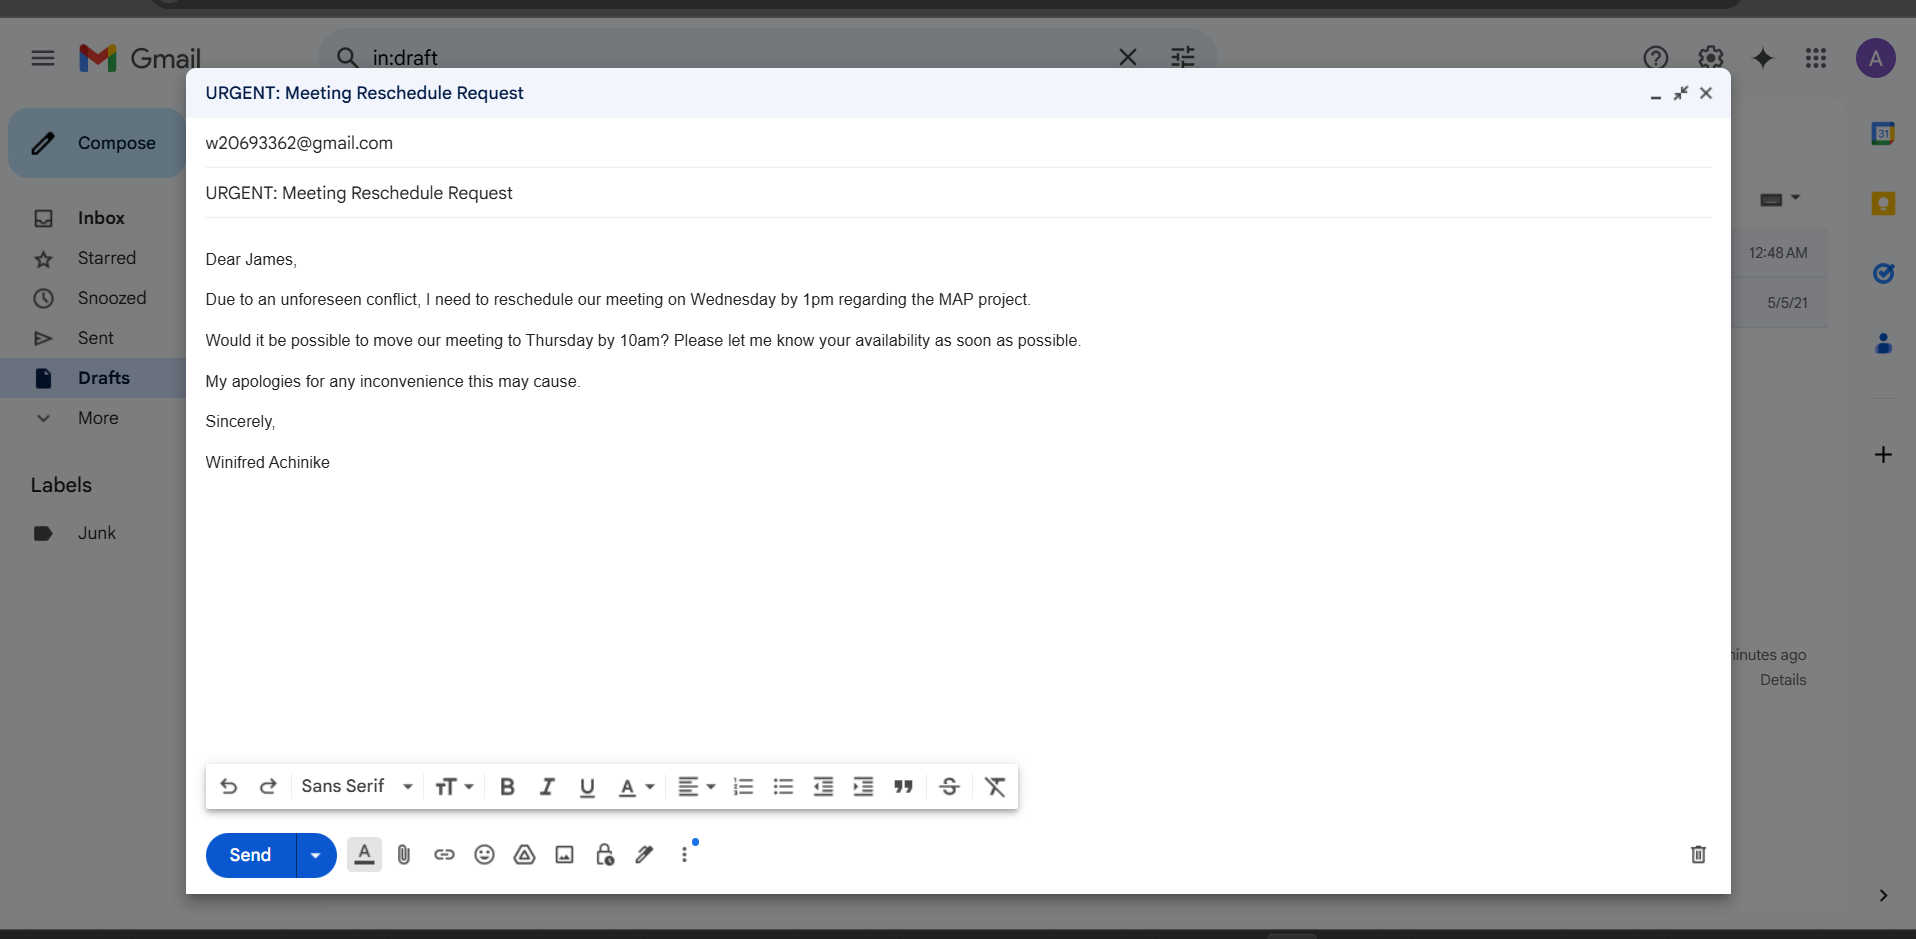 Gmail
in:draft
A
Compose
Inbox
Starred
Snoozed
Sent
Drafts
More
Labels
Junk
URGENT: Meeting Reschedule Request
w20693362@gmail.com
URGENT: Meeting Reschedule Request
Dear James,
Due to an unforeseen conflict, I need to reschedule our meeting on Wednesday by 1pm regarding the MAP project.
Would it be possible to move our meeting to Thursday by 10am? Please let me know your availability as soon as possible.
My apologies for any inconvenience this may cause.
Sincerely,
Winifred Achinike
Sans Serif
Send
12:48 AM
5/5/21
ago
Details
31